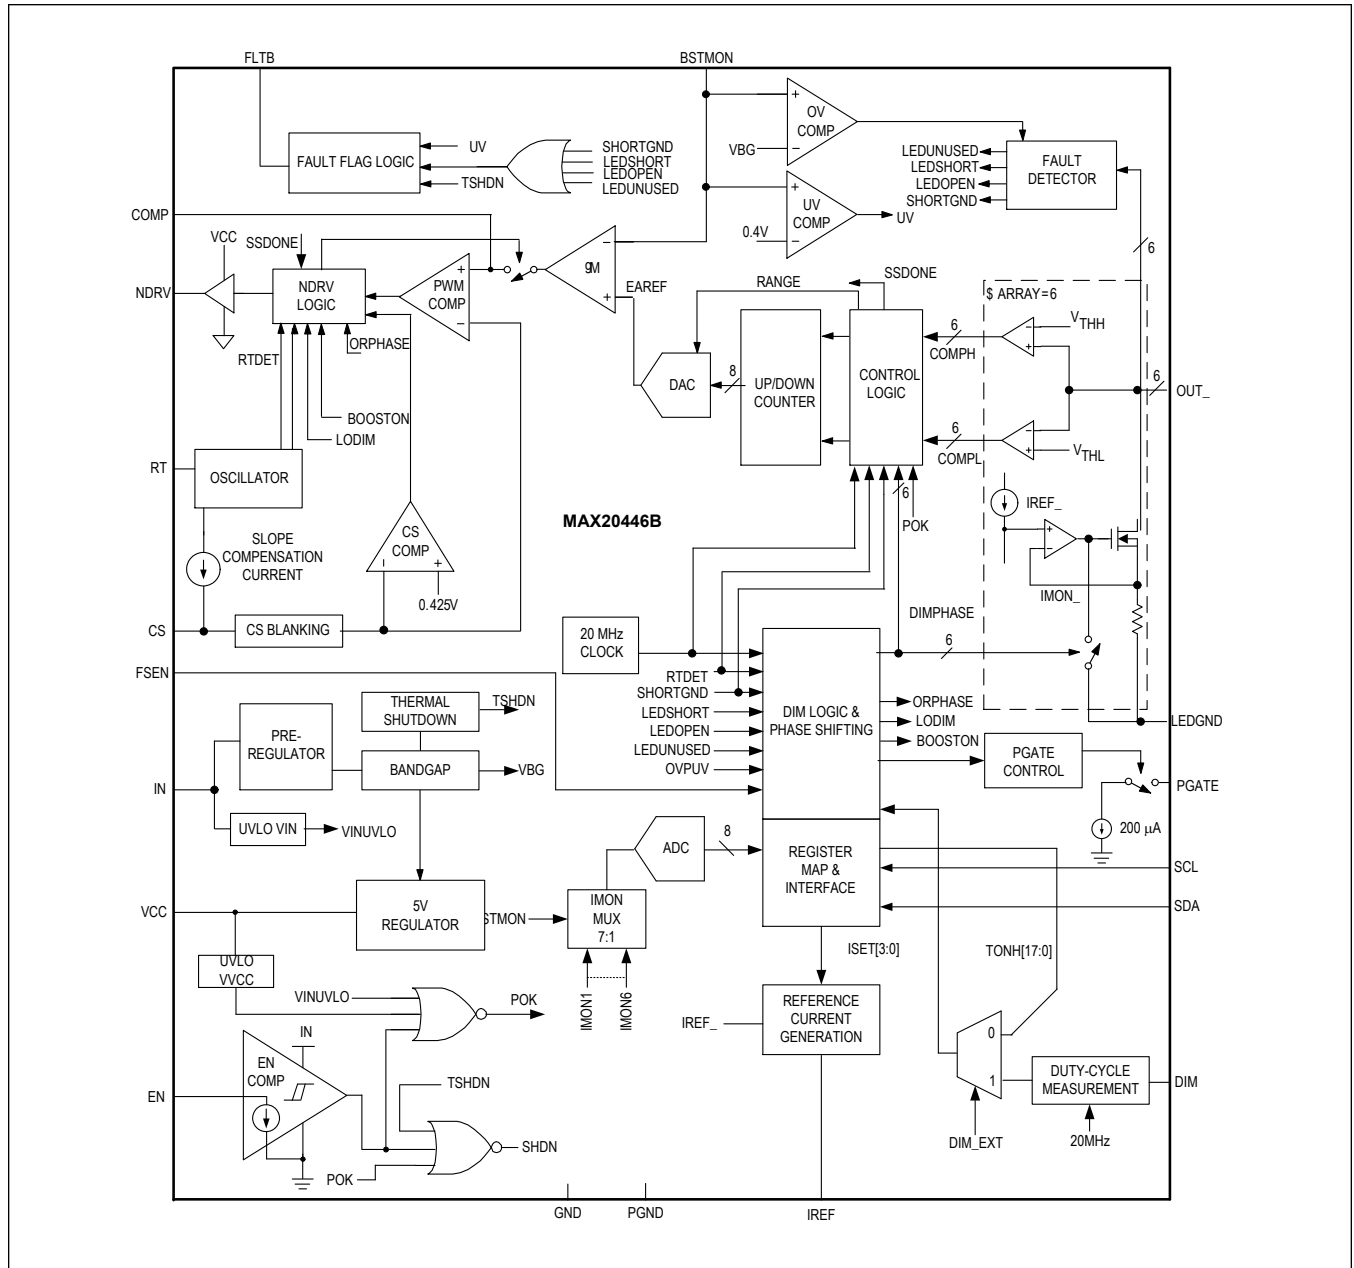 FLTB
BSTMON
OV
COMP
VBG
UV
FAULT FLAG LOGIC
TSHDN
SHORTGND
LEDSHORT
LEDOPEN
LEDUNUSED
LEDUNUSED
LEDSHORT
LEDOPEN
SHORTGND
FAULT
DETECTOR
UV
COMP
UV
0.4V
6
COMP
VCC
SSDONE
NDRV
NDRV
LOGIC
PWM
COMP
gM
EAREF
RTDET
ORPHASE
BOOSTON
LODIM
RANGE
SSDONE
$ ARRAY=6
VTHH
6
COMPH
DAC
8
UP/DOWN
COUNTER
CONTROL
LOGIC
6
OUT_
6
COMPL
VTHL
RT
OSCILLATOR
SLOPE
COMPENSATION
CURRENT
CS
COMP
0.425V
MAX20446B
6
POK
IREF_
IMON_
CS
CS BLANKING
20 MHz
CLOCK
DIMPHASE
6
FSEN
RTDET
SHORTGND
LEDSHORT
LEDOPEN
LEDUNUSED
OVPUV
DIM LOGIC &
PHASE SHIFTING
ORPHASE
LODIM
BOOSTON
LEDGND
THERMAL
SHUTDOWN
TSHDN
PRE-
REGULATOR
BANDGAP
VBG
IN
UVLO VIN
VINUVLO
PGATE
CONTROL
PGATE
200 µA
ADC
8
REGISTER
MAP &
INTERFACE
SCL
SDA
VCC
5V
REGULATOR
STMON
IMON
MUX
7:1
IMON1
IMON6
UVLO
VVCC
ISET[3:0]
TONH[17:0]
VINUVLO
POK
IREF_
REFERENCE
CURRENT
GENERATION
IN
EN
COMP
EN
TSHDN
SHDN
POK
0
1
DUTY-CYCLE
MEASUREMENT
DIM
DIM_EXT
20MHz
GND
PGND
IREF